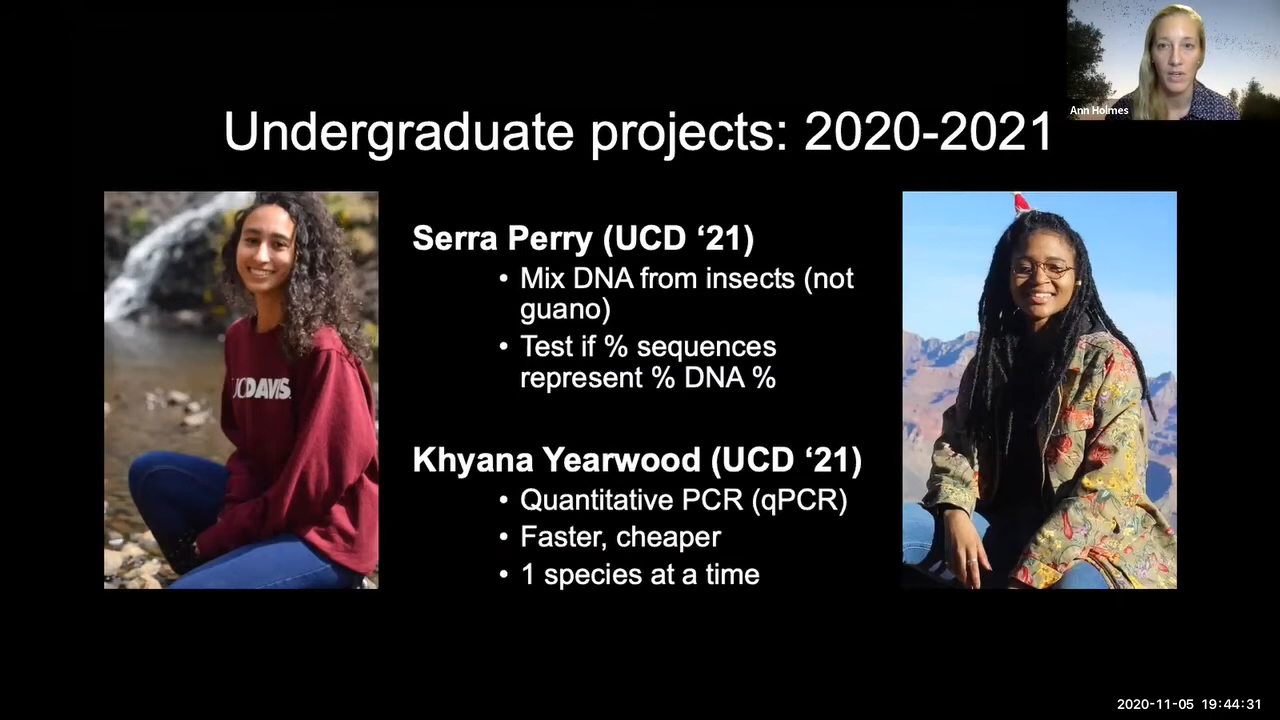 Ann Holmes
Undergraduate projects: 2020-2021
UCDAVIS
Serra Perry (UCD ‘21)
• Mix DNA from insects (not
guano)
• Test if % sequences
represent % DNA %
Khyana Yearwood (UCD ‘21)
• Quantitative PCR (qPCR)
• Faster, cheaper
• 1 species at a time
2020-11-05 19:44:31